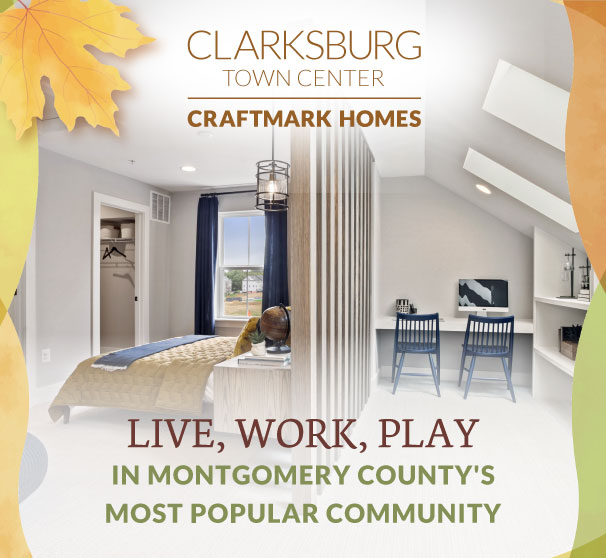 CLARKSBURG
TOWN CENTER
CRAFTMARK HOMES
LIVE, WORK, PLAY
IN MONTGOMERY COUNTY'S
MOST POPULAR COMMUNITY